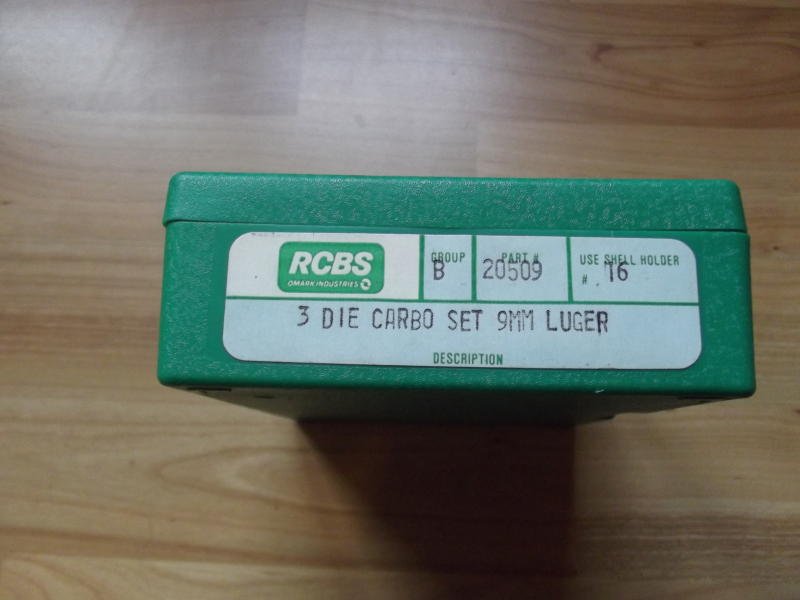 RCBS
OMARK INDUSTRIES
GROUP
B
PART #
20509
USE SHELL HOLDER
# 16
3 DIE CARBO SET 9MM LUGER
DESCRIPTION